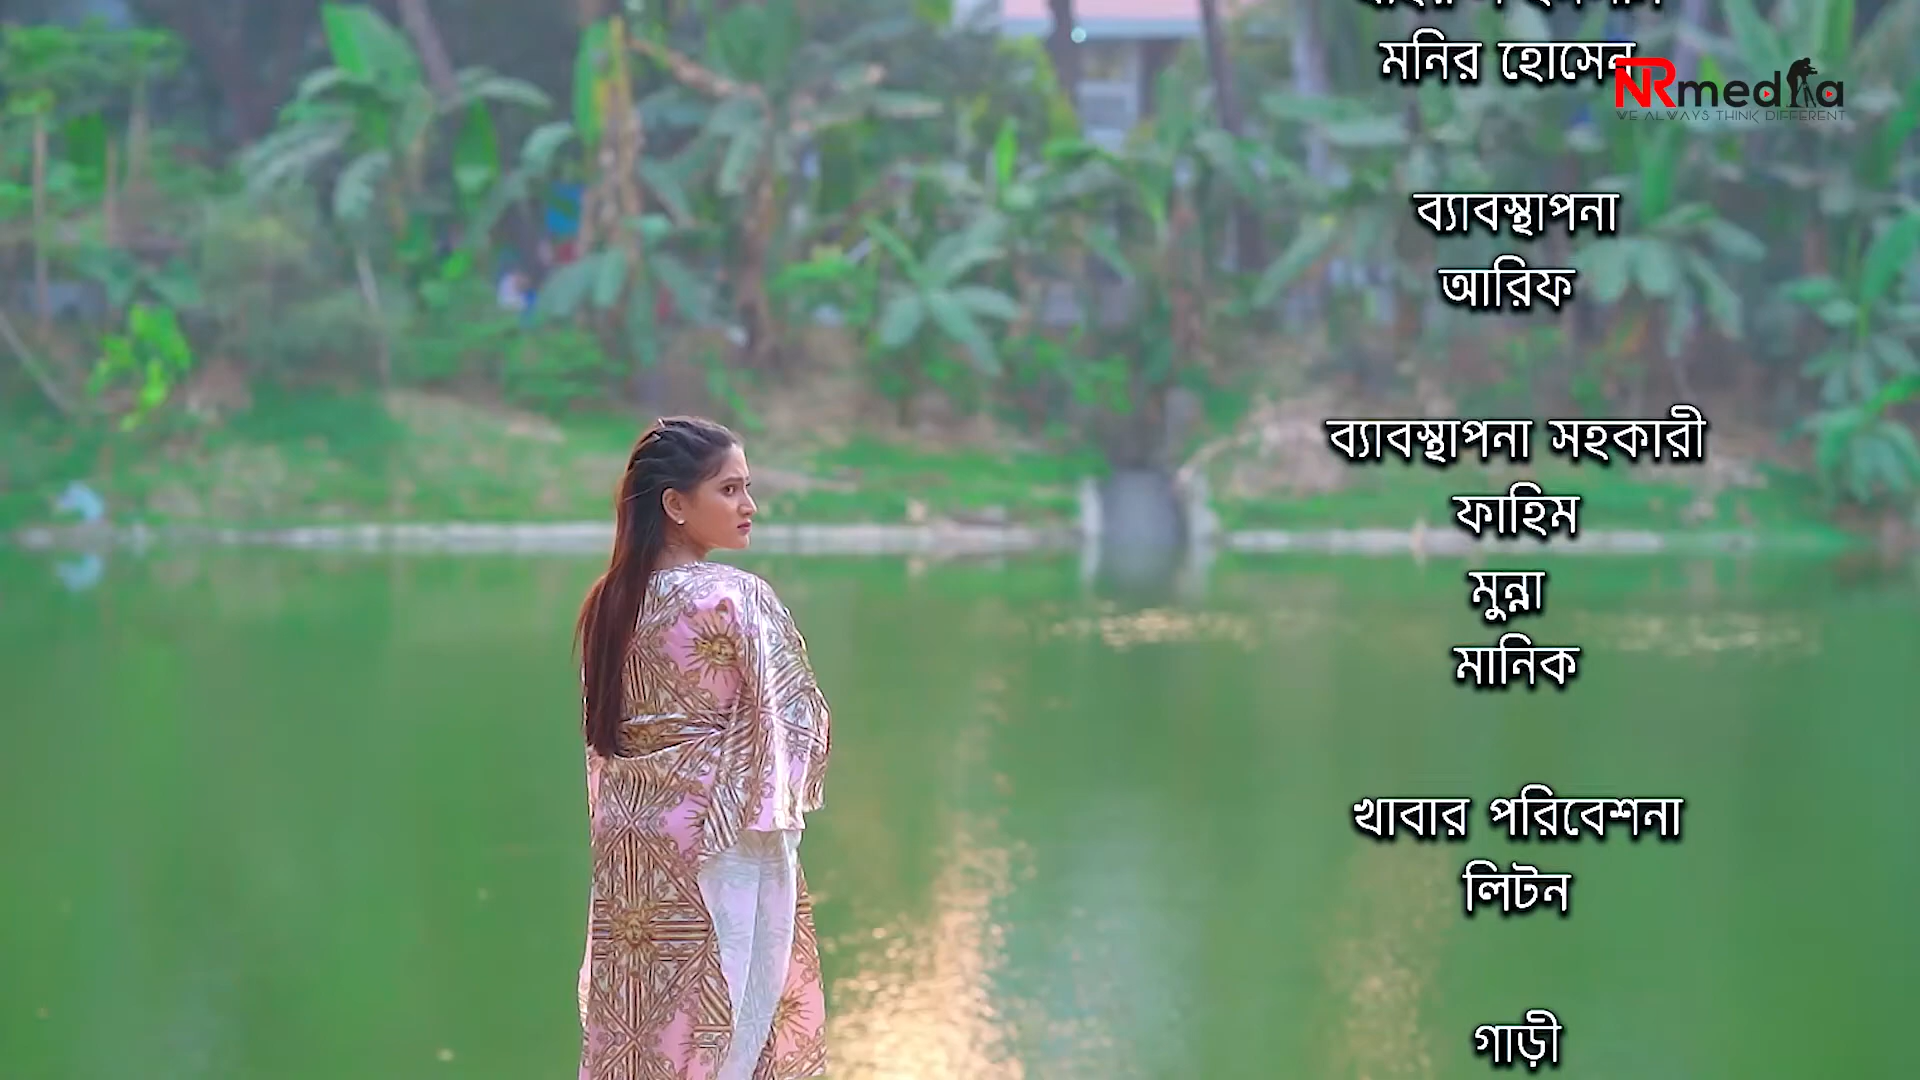 মনির হোসেন
NRmedia
WE ALWAYS THINK DIFFERENT
ব্যাবস্থাপনা
আরিফ
ব্যাবস্থাপনা সহকারী
ফাহিম
মুন্না
মানিক
খাবার পরিবেশনা
লিটন
গাড়ী